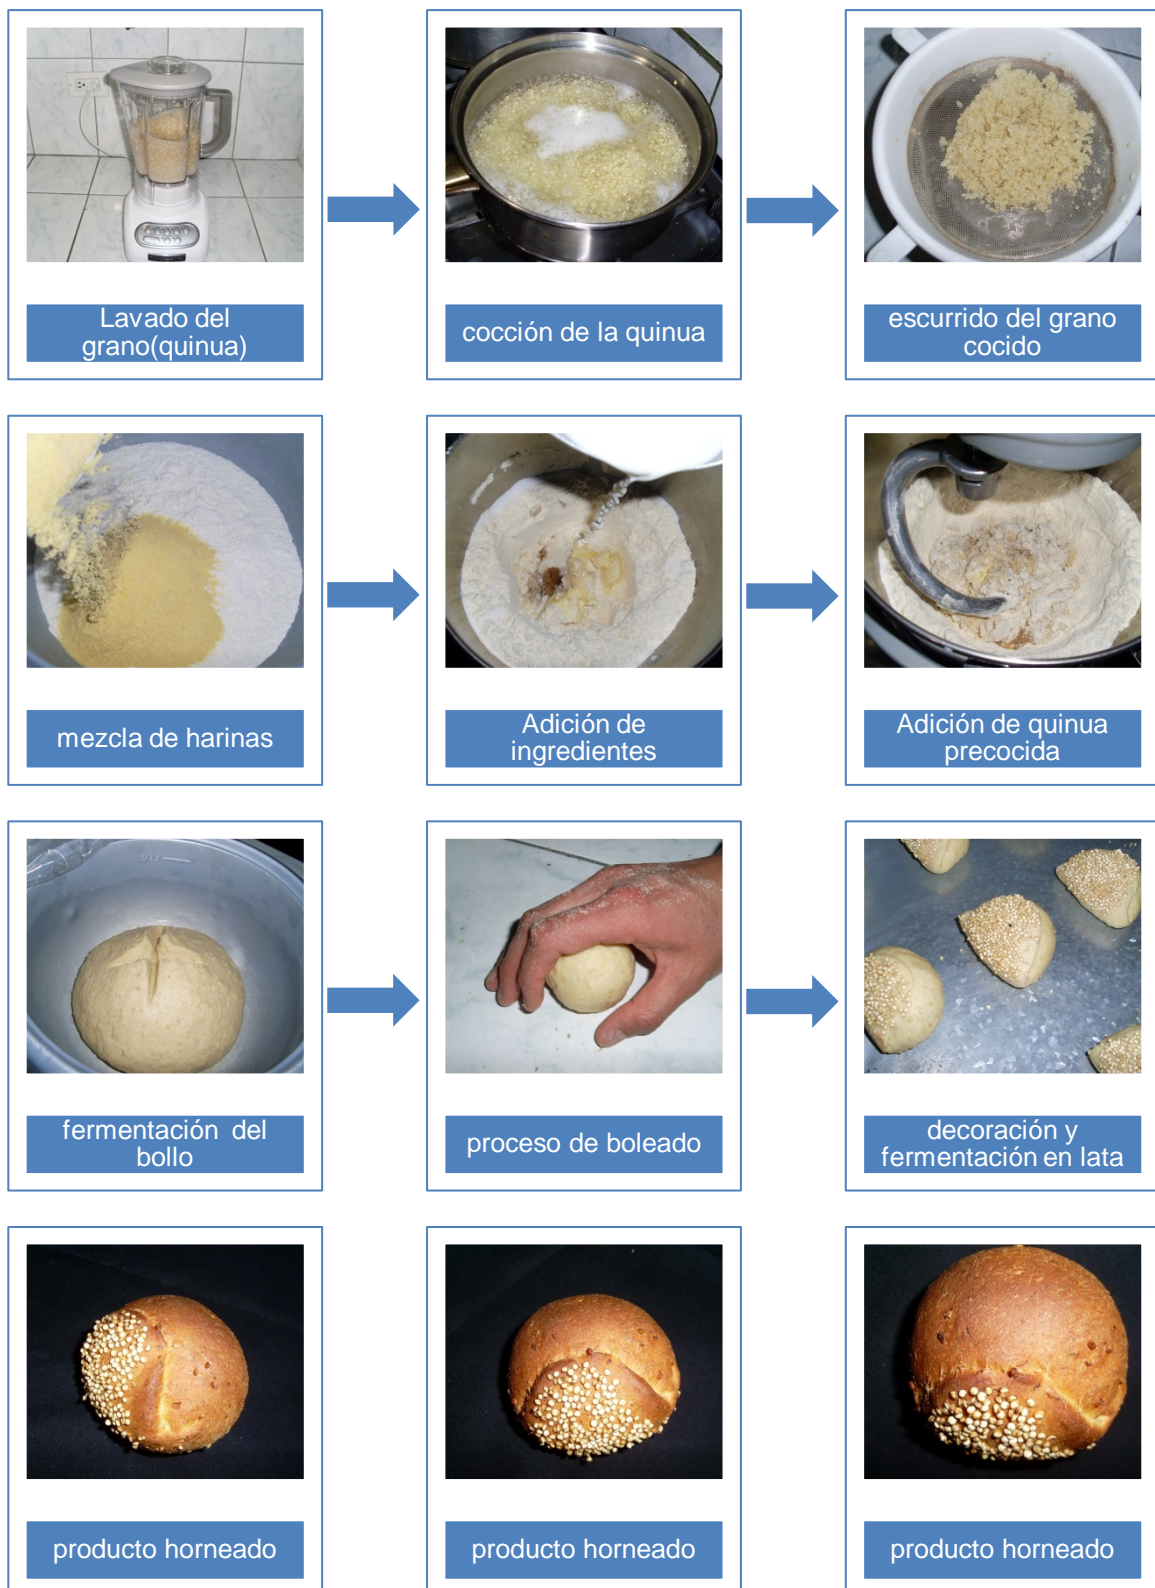 Lavado del
grano(quinua)
cocción de la quinua
escurrido del grano
cocido
mezcla de harinas
Adición de
ingredientes
Adición de quinua
precocida
fermentación del
bollo
proceso de boleado
decoración y
fermentación en lata
producto horneado
producto horneado
producto horneado